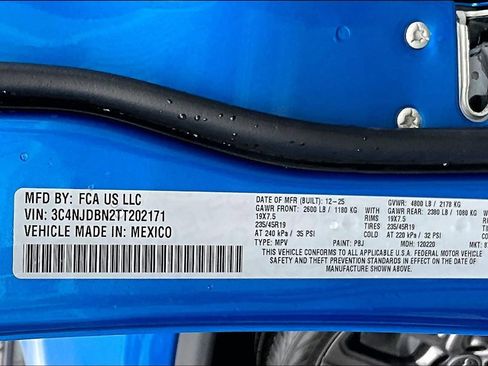 MFD BY: FCA US LLC
VIN: 3C4NJDBN2TT202171
VEHICLE MADE IN: MEXICO
DATE OF MFR (BUILT): 12-25 GVWR: 4800 LB / 2178 KG
GAWR FRONT: 2600 LB / 1180 KG WITH GAWR REAR: 2380 LB / 1080 KG
19X7.5 RIMS 19X7.5
235/45R19 TIRES 235/45R19
AT 240 kPa / 35 PSI COLD AT 220 kPa / 32 PSI
TYPE: MPV PAINT: PBJ MDH: 120220 MKT:
THIS VEHICLE CONFORMS TO ALL APPLICABLE U.S.A. FEDERAL MOTOR VEHICLE
SAFETY AND THEFT PREVENTION STANDARDS IN EFFECT ON THE DATE OF
MANUFACTURE SHOWN ABOVE.